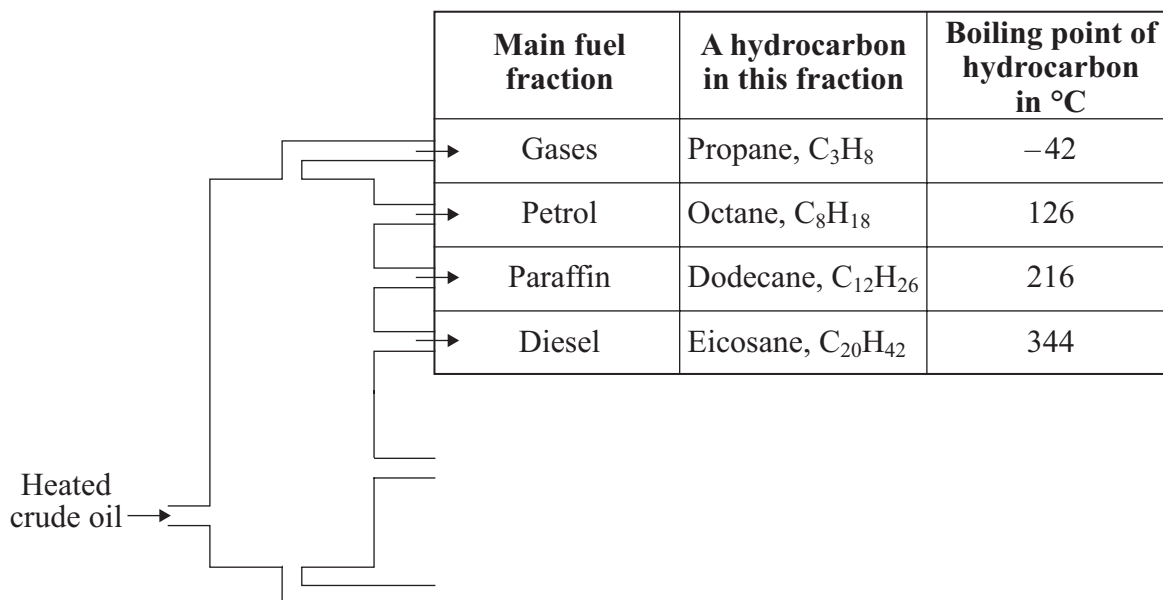 Main fuel
fraction
A hydrocarbon
in this fraction
Boiling point of
hydrocarbon
in °C
Gases
Propane, C₃H₈
–42
Petrol
Octane, C₈H₁₈
126
Paraffin
Dodecane, C₁₂H₂₆
216
Diesel
Eicosane, C₂₀H₄₂
344
Heated
crude oil